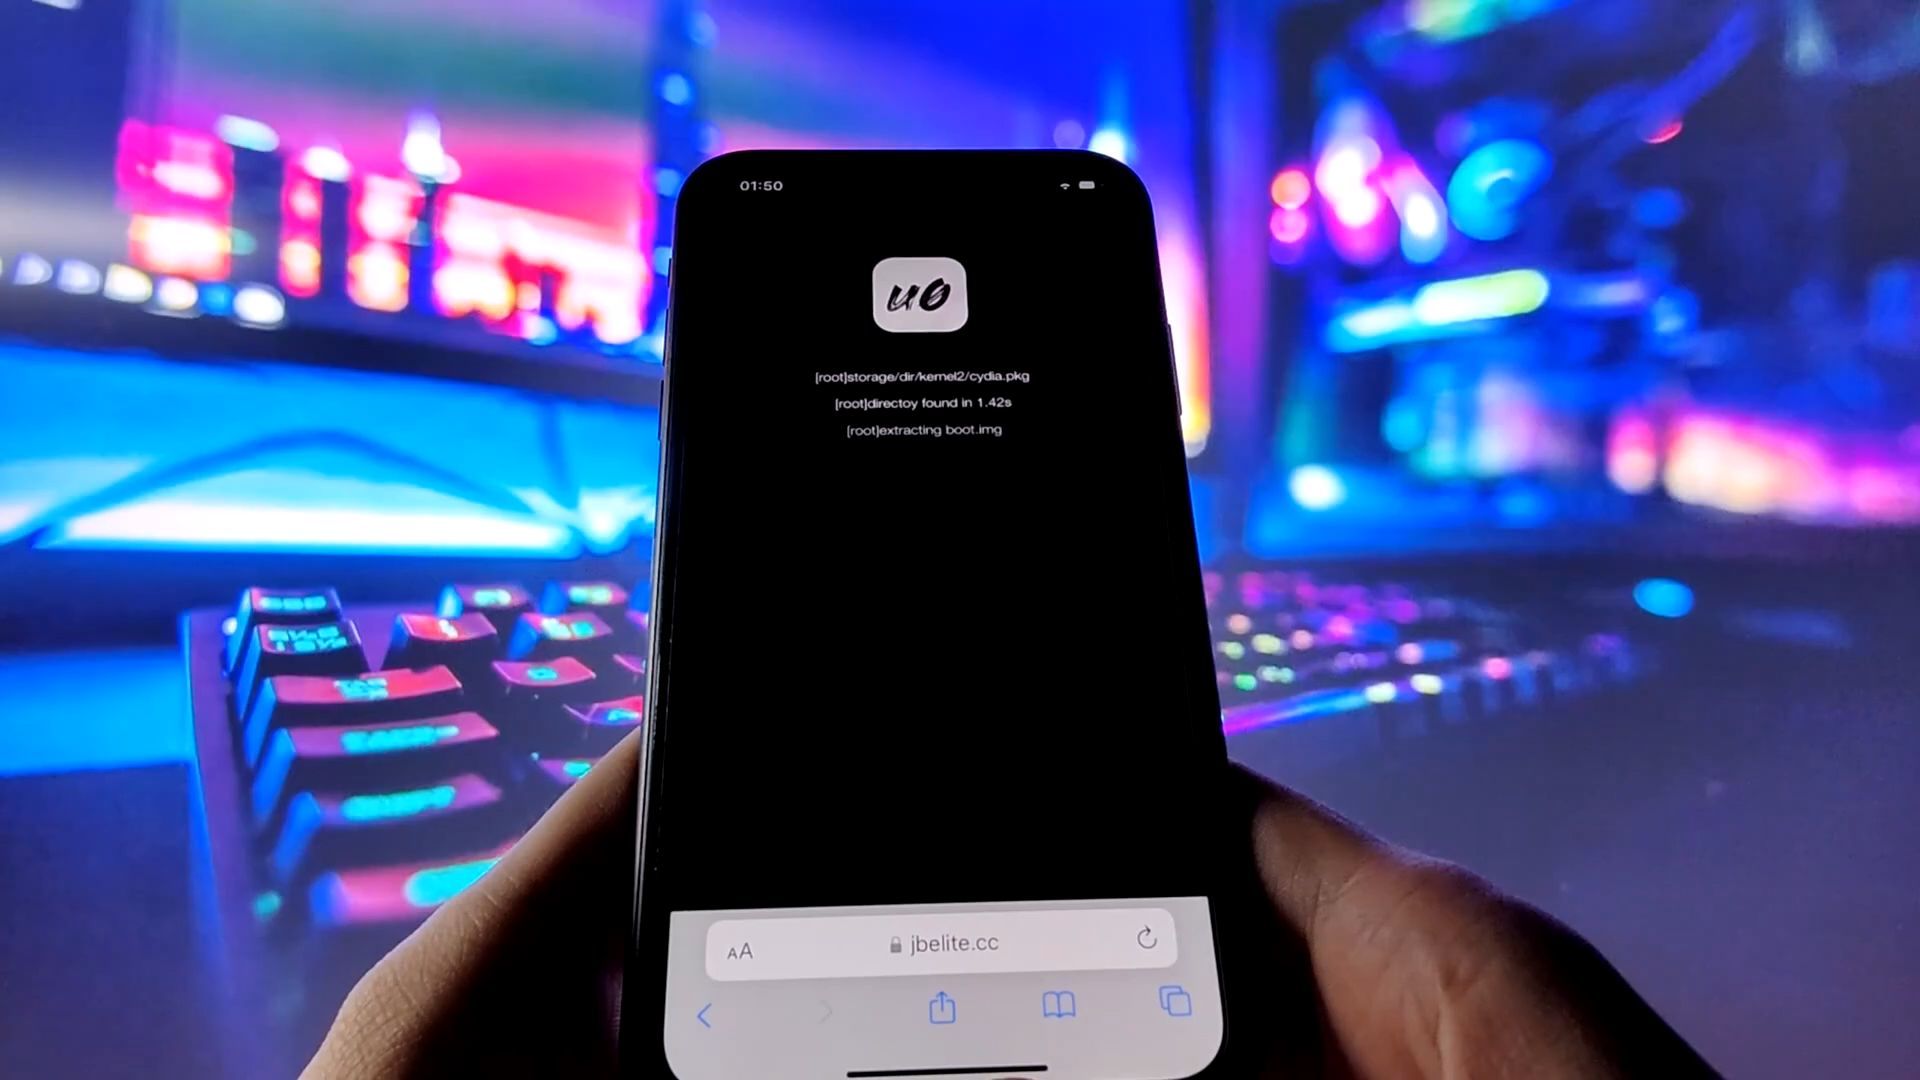 01:50
u0
[root]storage/dir/kernel2/cydia.pkg
[root]directoy found in 1.42s
[root]extracting boot.img
AA
jbelite.cc